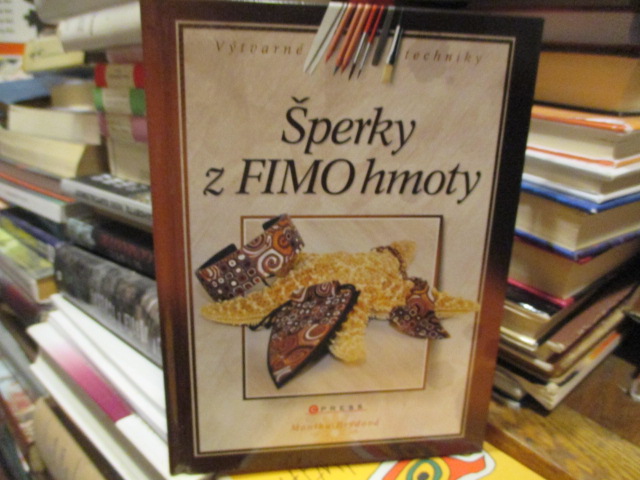 Výtvarné techniky
Šperky
z FIMO hmoty
CPRESS